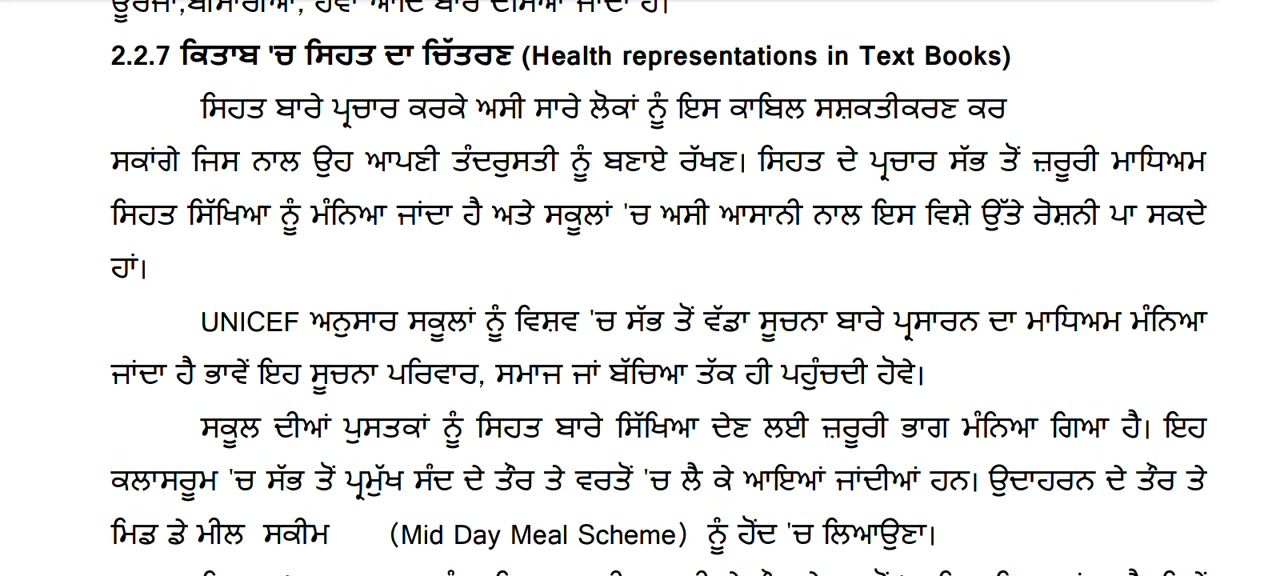 ਊਰਜਾ,ਬੀਮਾਰੀਆਂ, ਹਵਾ ਆਦਿ ਬਾਰੇ ਦੱਸਿਆ ਜਾਂਦਾ ਹੈ।
2.2.7 ਕਿਤਾਬ 'ਚ ਸਿਹਤ ਦਾ ਚਿੱਤਰਣ (Health representations in Text Books)
ਸਿਹਤ ਬਾਰੇ ਪ੍ਰਚਾਰ ਕਰਕੇ ਅਸੀ ਸਾਰੇ ਲੋਕਾਂ ਨੂੰ ਇਸ ਕਾਬਿਲ ਸਸ਼ਕਤੀਕਰਣ ਕਰ
ਸਕਾਂਗੇ ਜਿਸ ਨਾਲ ਉਹ ਆਪਣੀ ਤੰਦਰੁਸਤੀ ਨੂੰ ਬਣਾਏ ਰੱਖਣ। ਸਿਹਤ ਦੇ ਪ੍ਰਚਾਰ ਸੱਭ ਤੋਂ ਜ਼ਰੂਰੀ ਮਾਧਿਅਮ
ਸਿਹਤ ਸਿੱਖਿਆ ਨੂੰ ਮੰਨਿਆ ਜਾਂਦਾ ਹੈ ਅਤੇ ਸਕੂਲਾਂ 'ਚ ਅਸੀ ਆਸਾਨੀ ਨਾਲ ਇਸ ਵਿਸ਼ੇ ਉੱਤੇ ਰੋਸ਼ਨੀ ਪਾ ਸਕਦੇ
ਹਾਂ।
UNICEF ਅਨੁਸਾਰ ਸਕੂਲਾਂ ਨੂੰ ਵਿਸ਼ਵ 'ਚ ਸੱਭ ਤੋਂ ਵੱਡਾ ਸੂਚਨਾ ਬਾਰੇ ਪ੍ਰਸਾਰਨ ਦਾ ਮਾਧਿਅਮ ਮੰਨਿਆ
ਜਾਂਦਾ ਹੈ ਭਾਵੇਂ ਇਹ ਸੂਚਨਾ ਪਰਿਵਾਰ, ਸਮਾਜ ਜਾਂ ਬੱਚਿਆ ਤੱਕ ਹੀ ਪਹੁੰਚਦੀ ਹੋਵੇ।
ਸਕੂਲ ਦੀਆਂ ਪੁਸਤਕਾਂ ਨੂੰ ਸਿਹਤ ਬਾਰੇ ਸਿੱਖਿਆ ਦੇਣ ਲਈ ਜ਼ਰੂਰੀ ਭਾਗ ਮੰਨਿਆ ਗਿਆ ਹੈ। ਇਹ
ਕਲਾਸਰੂਮ 'ਚ ਸੱਭ ਤੋਂ ਪ੍ਰਮੁੱਖ ਸੰਦ ਦੇ ਤੌਰ ਤੇ ਵਰਤੋਂ 'ਚ ਲੈ ਕੇ ਆਇਆਂ ਜਾਂਦੀਆਂ ਹਨ। ਉਦਾਹਰਨ ਦੇ ਤੌਰ ਤੇ
ਮਿਡ ਡੇ ਮੀਲ ਸਕੀਮ (Mid Day Meal Scheme) ਨੂੰ ਹੋਂਦ 'ਚ ਲਿਆਉਣਾ।